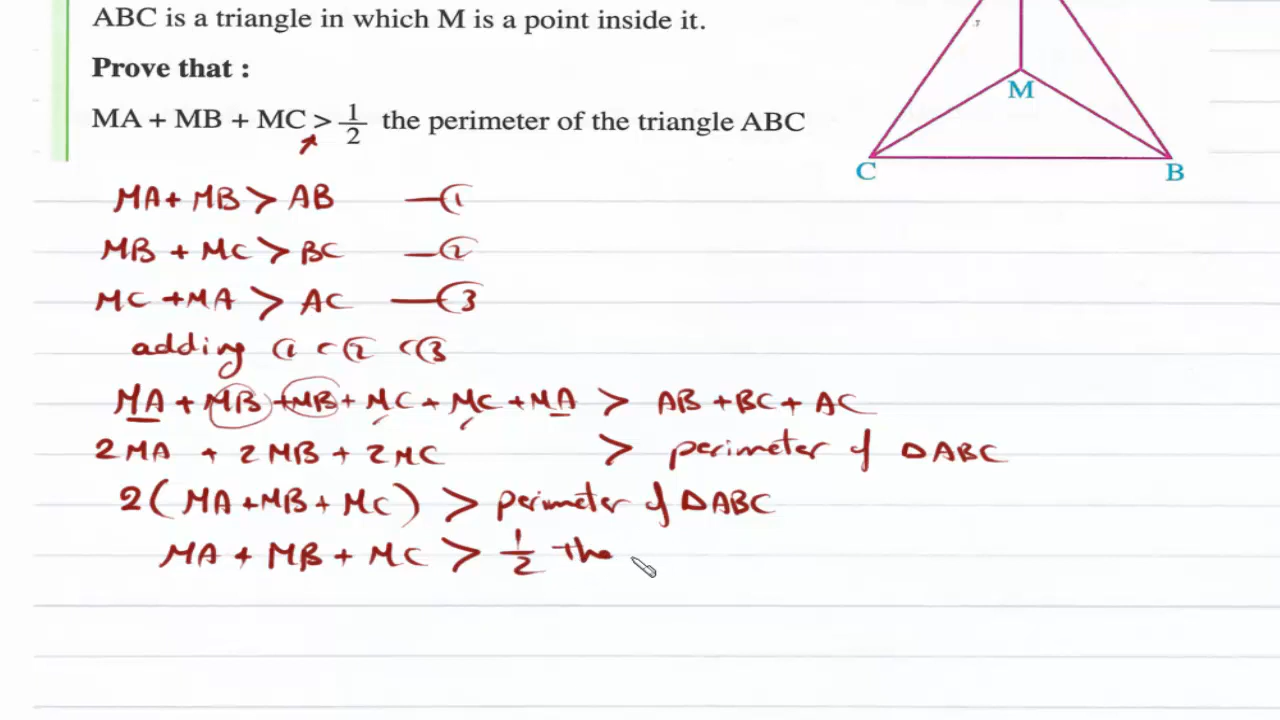 ABC is a triangle in which M is a point inside it.
Prove that :
MA + MB + MC > 1/2 the perimeter of the triangle ABC
M
C
B
MA + MB > AB —①
MB + MC > BC —②
MC + MA > AC —③
adding ① ‹ ② ‹ ③
MA + MB + MB + MC + MC + MA > AB + BC + AC
2MA + 2MB + 2MC > perimeter of ΔABC
2(MA + MB + MC) > perimeter of ΔABC
MA + MB + MC > 1/2 the